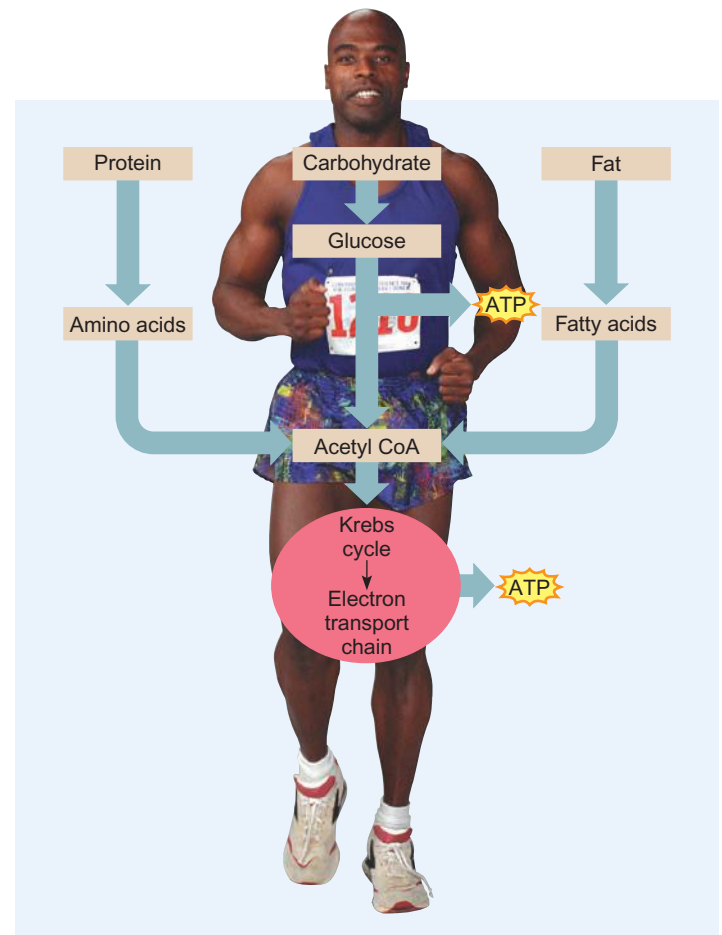 Protein
Carbohydrate
Fat
Glucose
ATP
Amino acids
Fatty acids
Acetyl CoA
Krebs
cycle
Electron
transport
chain
ATP